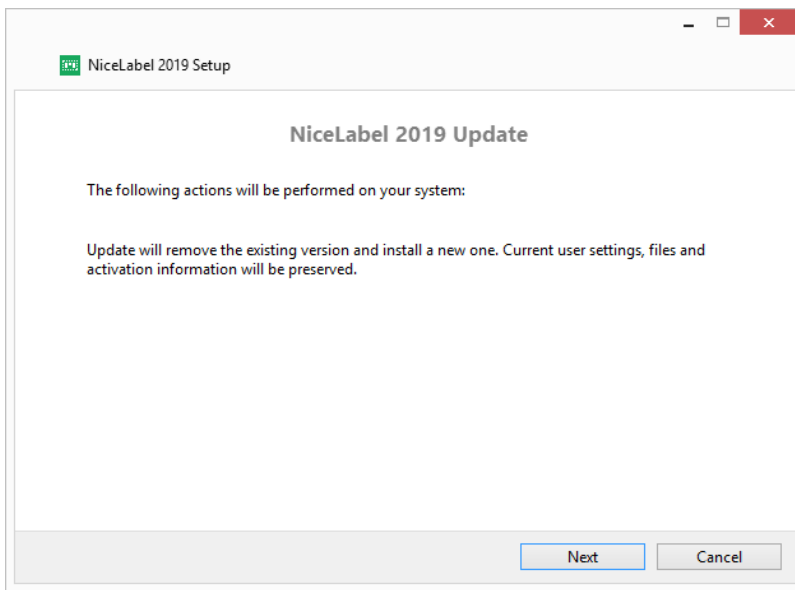 NiceLabel 2019 Setup
NiceLabel 2019 Update
The following actions will be performed on your system:
Update will remove the existing version and install a new one. Current user settings, files and
activation information will be preserved.
Next
Cancel